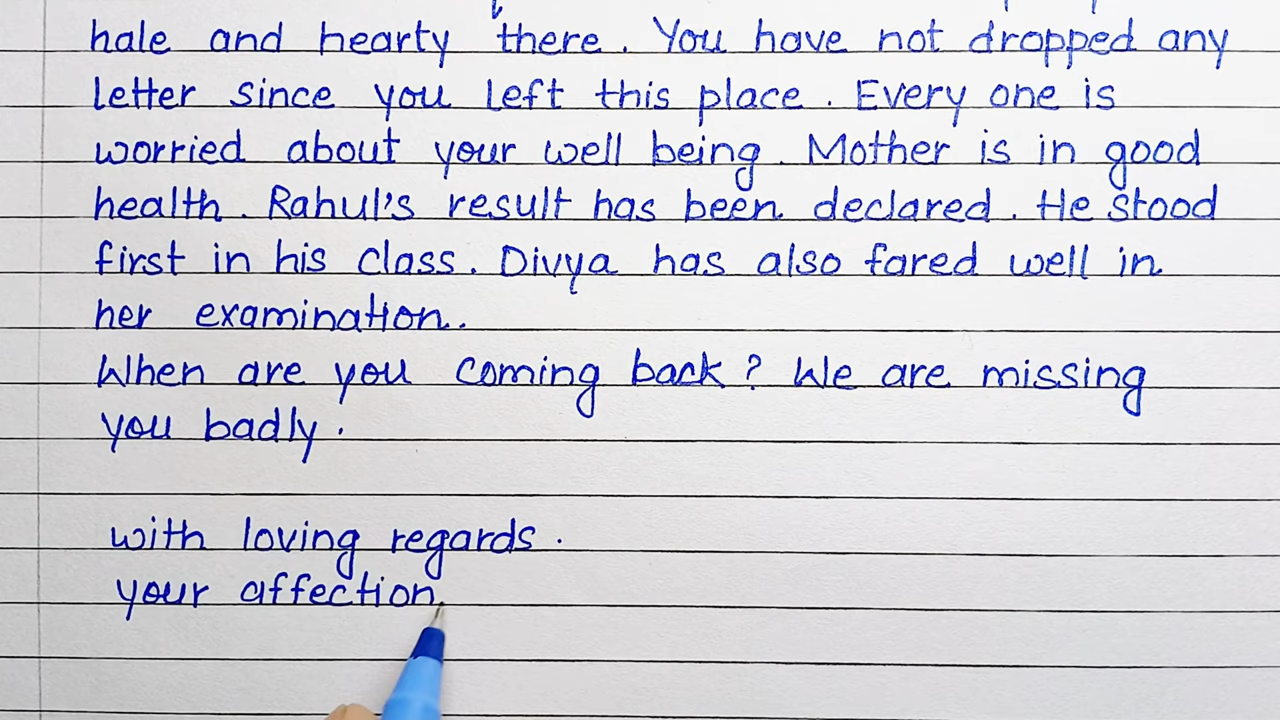 hale and hearty there. You have not dropped any
letter since you left this place. Every one is
worried about your well being. Mother is in good
health. Rahul's result has been declared. He stood
first in his class. Divya has also fared well in
her examination.
When are you coming back? We are missing
you badly.
with loving regards.
your affection